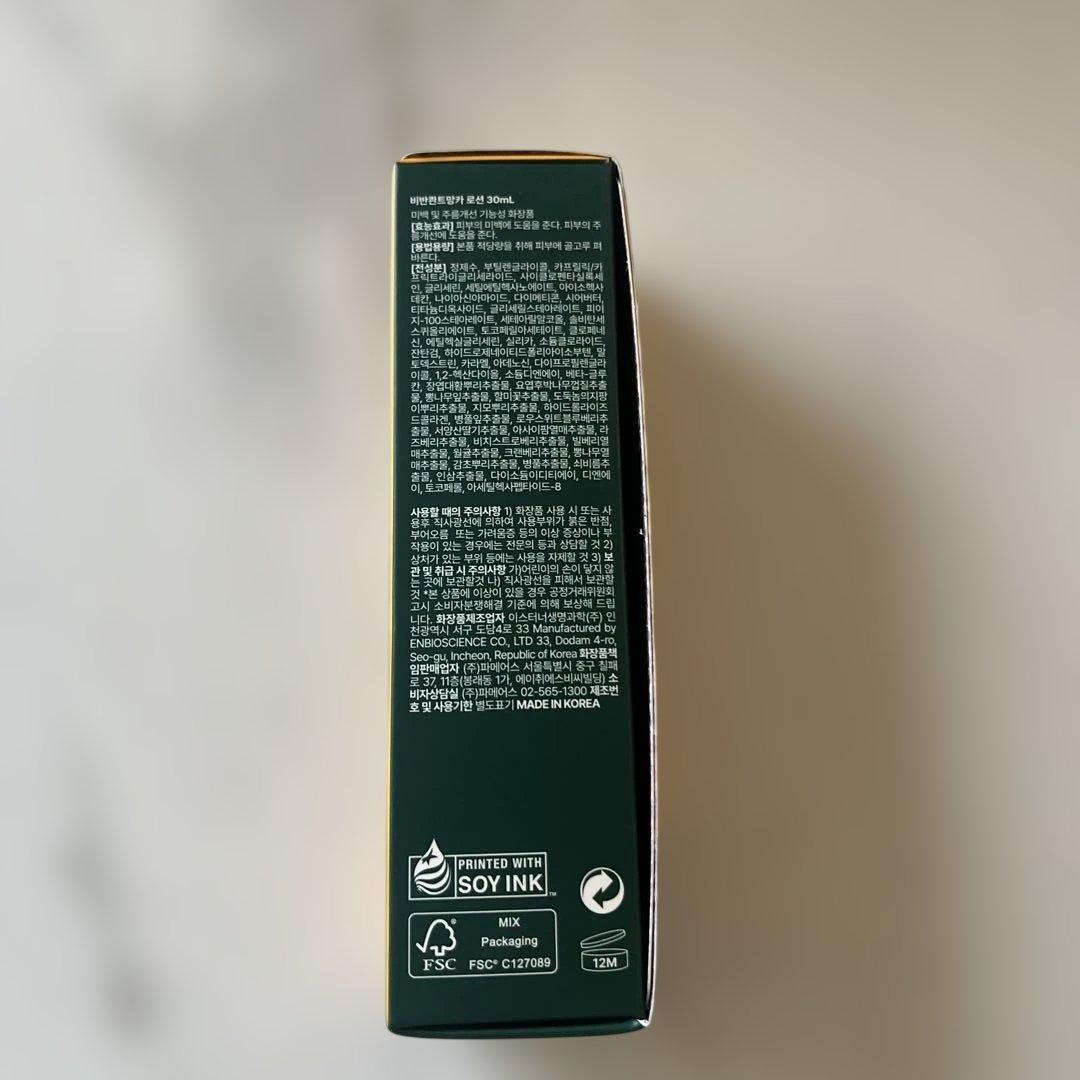 비반콴트망카 로션 30mL
미백 및 주름개선 기능성 화장품
[효능효과] 피부의 미백에 도움을 준다. 피부의 주
름개선에 도움을 준다.
[용법용량] 본품 적당량을 취해 피부에 골고루 펴
바른다.
[전성분] 정제수, 부틸렌글라이콜, 카프릴릭/카
프릭트라이글리세라이드, 사이클로펜타실록세
인, 글리세린, 세틸에틸헥사노에이트, 아이소헥사
데칸, 나이아신아마이드, 다이메티콘, 시어버터,
티타늄디옥사이드, 글리세릴스테아레이트, 피이
지-100스테아레이트, 세테아릴알코올, 솔비탄세
스퀴올리에이트, 토코페릴아세테이트, 클로페네
신, 에틸헥실글리세린, 실리카, 소듐클로라이드,
잔탄검, 하이드로제네이티드폴리아이소부텐, 말
토덱스트린, 카라멜, 아데노신, 다이프로필렌글라
이콜, 1,2-헥산다이올, 소듐디엔에이, 베타-글루
칸, 장엽대황뿌리추출물, 요엽후박나무껍질추출
물, 뽕나무잎추출물, 할미꽃추출물, 도둑놈의지팡
이뿌리추출물, 지모뿌리추출물, 하이드롤라이즈
드콜라겐, 병풀잎추출물, 로우스위트블루베리추
출물, 서양산딸기추출물, 아사이팜열매추출물, 라
즈베리추출물, 비치스트로베리추출물, 빌베리열
매추출물, 월귤추출물, 크랜베리추출물, 뽕나무열
매추출물, 감초뿌리추출물, 병풀추출물, 쇠비름추
출물, 인삼추출물, 다이소듐이디티에이, 디엔에
이, 토코페롤, 아세틸헥사펩타이드-8
사용할 때의 주의사항 1) 화장품 사용 시 또는 사
용후 직사광선에 의하여 사용부위가 붉은 반점,
부어오름 또는 가려움증 등의 이상 증상이나 부
작용이 있는 경우에는 전문의 등과 상담할 것 2)
상처가 있는 부위 등에는 사용을 자제할 것 3) 보
관 및 취급 시 주의사항 가)어린이의 손이 닿지 않
는 곳에 보관할것 나) 직사광선을 피해서 보관할
것 *본 상품에 이상이 있을 경우 공정거래위원회
고시 소비자분쟁해결 기준에 의해 보상해 드립
니다. 화장품제조업자 이스터너생명과학(주) 인
천광역시 서구 도담4로 33 Manufactured by
ENBIOSCIENCE CO., LTD 33, Dodam 4-ro,
Seo-gu, Incheon, Republic of Korea 화장품책
임판매업자 (주)파메어스 서울특별시 중구 칠패
로 37, 11층(봉래동 1가, 에이취에스비씨빌딩) 소
비자상담실 (주)파메어스 02-565-1300 제조번
호 및 사용기한 별도표기 MADE IN KOREA
PRINTED WITH
SOY INK™
FSC®
MIX
Packaging
FSC® C127089
12M